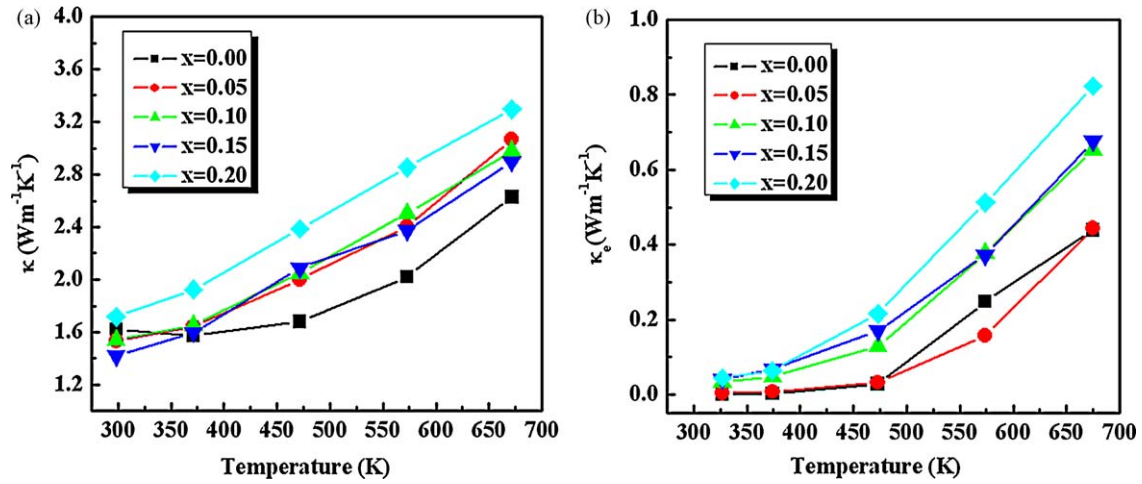 (a)
4.0
3.6
3.2
2.8
2.4
2.0
1.6
1.2
κ (Wm⁻¹K⁻¹)
x=0.00
x=0.05
x=0.10
x=0.15
x=0.20
300 350 400 450 500 550 600 650 700
Temperature (K)
(b)
1.0
0.8
0.6
0.4
0.2
0.0
κₑ(Wm⁻¹K⁻¹)
x=0.00
x=0.05
x=0.10
x=0.15
x=0.20
300 350 400 450 500 550 600 650 700
Temperature (K)